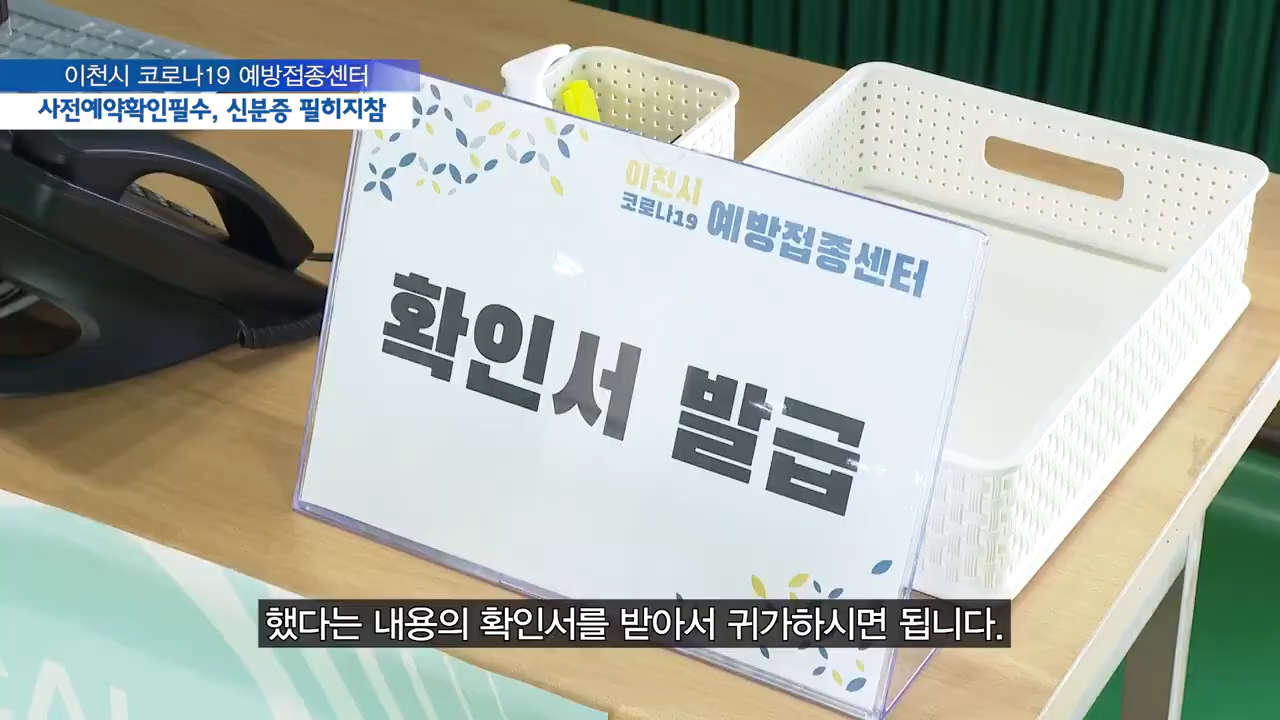 이천시 코로나19 예방접종센터
사전예약확인필수, 신분증 필히지참
이천시
코로나19 예방접종센터
확인서 발급
했다는 내용의 확인서를 받아서 귀가하시면 됩니다.